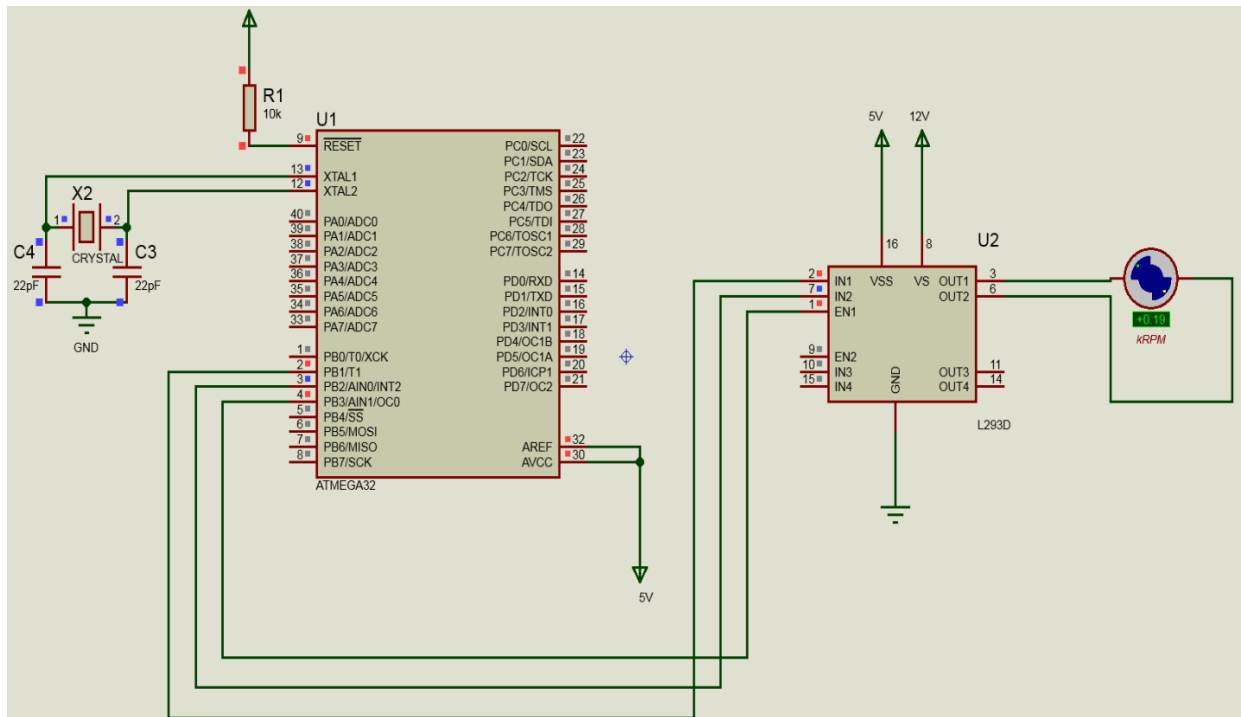 R1
10k
U1
9
RESET
13
XTAL1
12
XTAL2
40
PA0/ADC0
39
PA1/ADC1
38
PA2/ADC2
37
PA3/ADC3
36
PA4/ADC4
35
PA5/ADC5
34
PA6/ADC6
33
PA7/ADC7
1
PB0/T0/XCK
2
PB1/T1
3
PB2/AIN0/INT2
4
PB3/AIN1/OC0
5
PB4/SS
6
PB5/MOSI
7
PB6/MISO
8
PB7/SCK
PC0/SCL
22
PC1/SDA
23
PC2/TCK
24
PC3/TMS
25
PC4/TDO
26
PC5/TDI
27
PC6/TOSC1
28
PC7/TOSC2
29
PD0/RXD
14
PD1/TXD
15
PD2/INT0
16
PD3/INT1
17
PD4/OC1B
18
PD5/OC1A
19
PD6/ICP1
20
PD7/OC2
21
AREF
32
AVCC
30
ATMEGA32
X2
1
2
CRYSTAL
C4
22pF
C3
22pF
GND
5V
5V
12V
16
8
U2
2
IN1
7
IN2
1
EN1
9
EN2
10
IN3
15
IN4
VSS
VS
GND
OUT1
3
OUT2
6
OUT3
11
OUT4
14
L293D
+0.19
kRPM